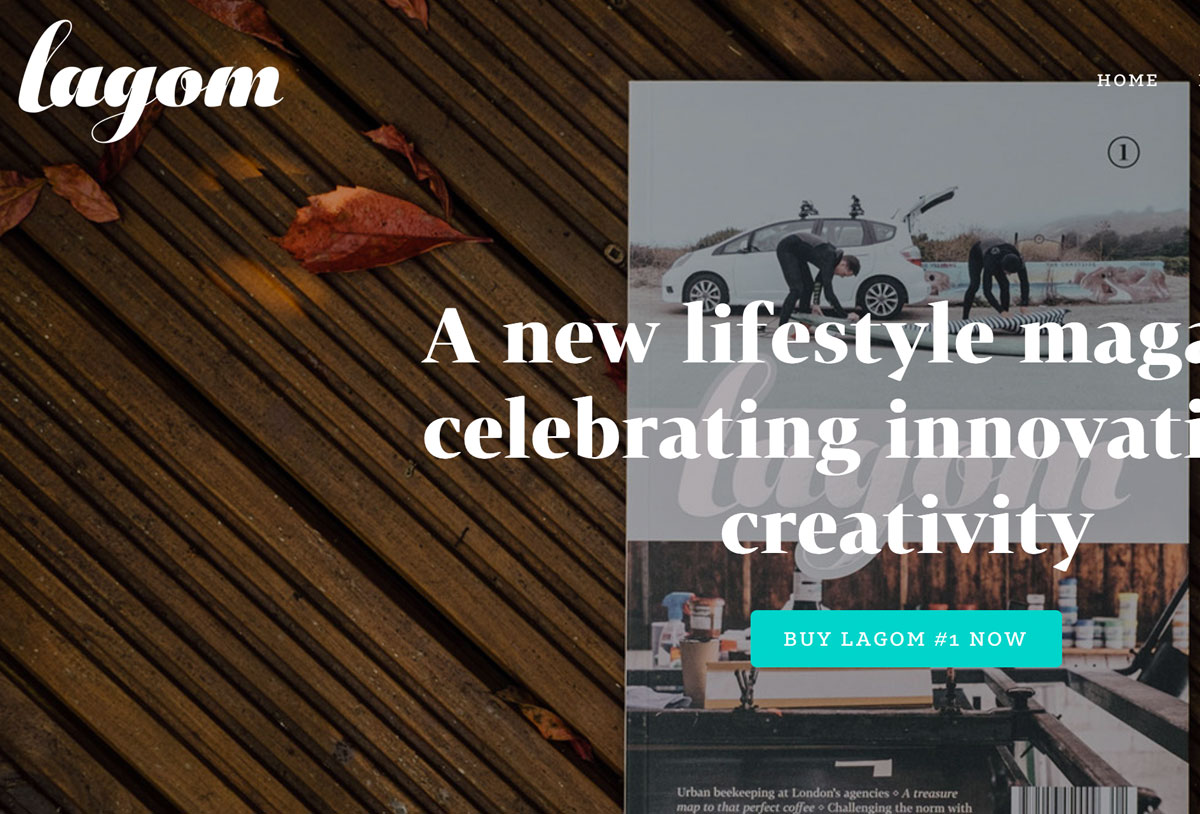 lagom
HOME
1
A new lifestyle maga
celebrating innovati
lagom
creativity
BUY LAGOM #1 NOW
Urban beekeeping at London's agencies ⋄ A treasure
map to that perfect coffee ⋄ Challenging the norm with